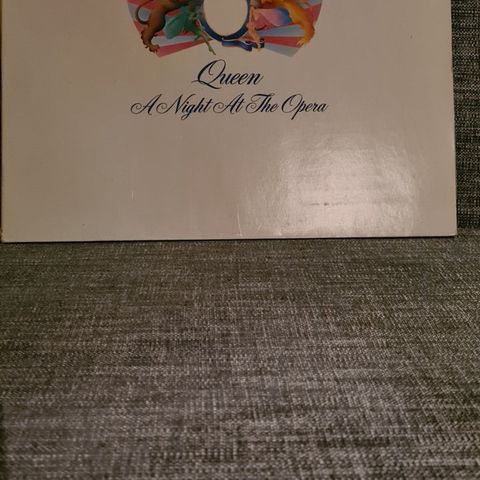 Queen
A Night At The Opera